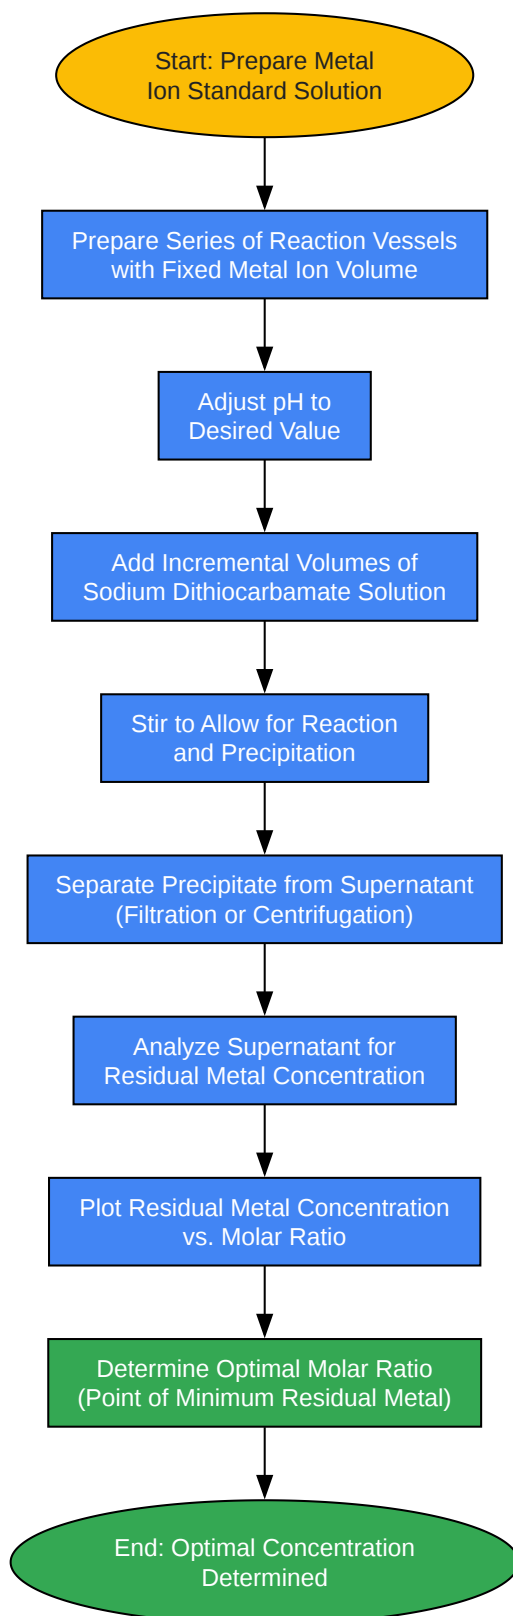 Start: Prepare Metal
Ion Standard Solution
Prepare Series of Reaction Vessels
with Fixed Metal Ion Volume
Adjust pH to
Desired Value
Add Incremental Volumes of
Sodium Dithiocarbamate Solution
Stir to Allow for Reaction
and Precipitation
Separate Precipitate from Supernatant
(Filtration or Centrifugation)
Analyze Supernatant for
Residual Metal Concentration
Plot Residual Metal Concentration
vs. Molar Ratio
Determine Optimal Molar Ratio
(Point of Minimum Residual Metal)
End: Optimal Concentration
Determined